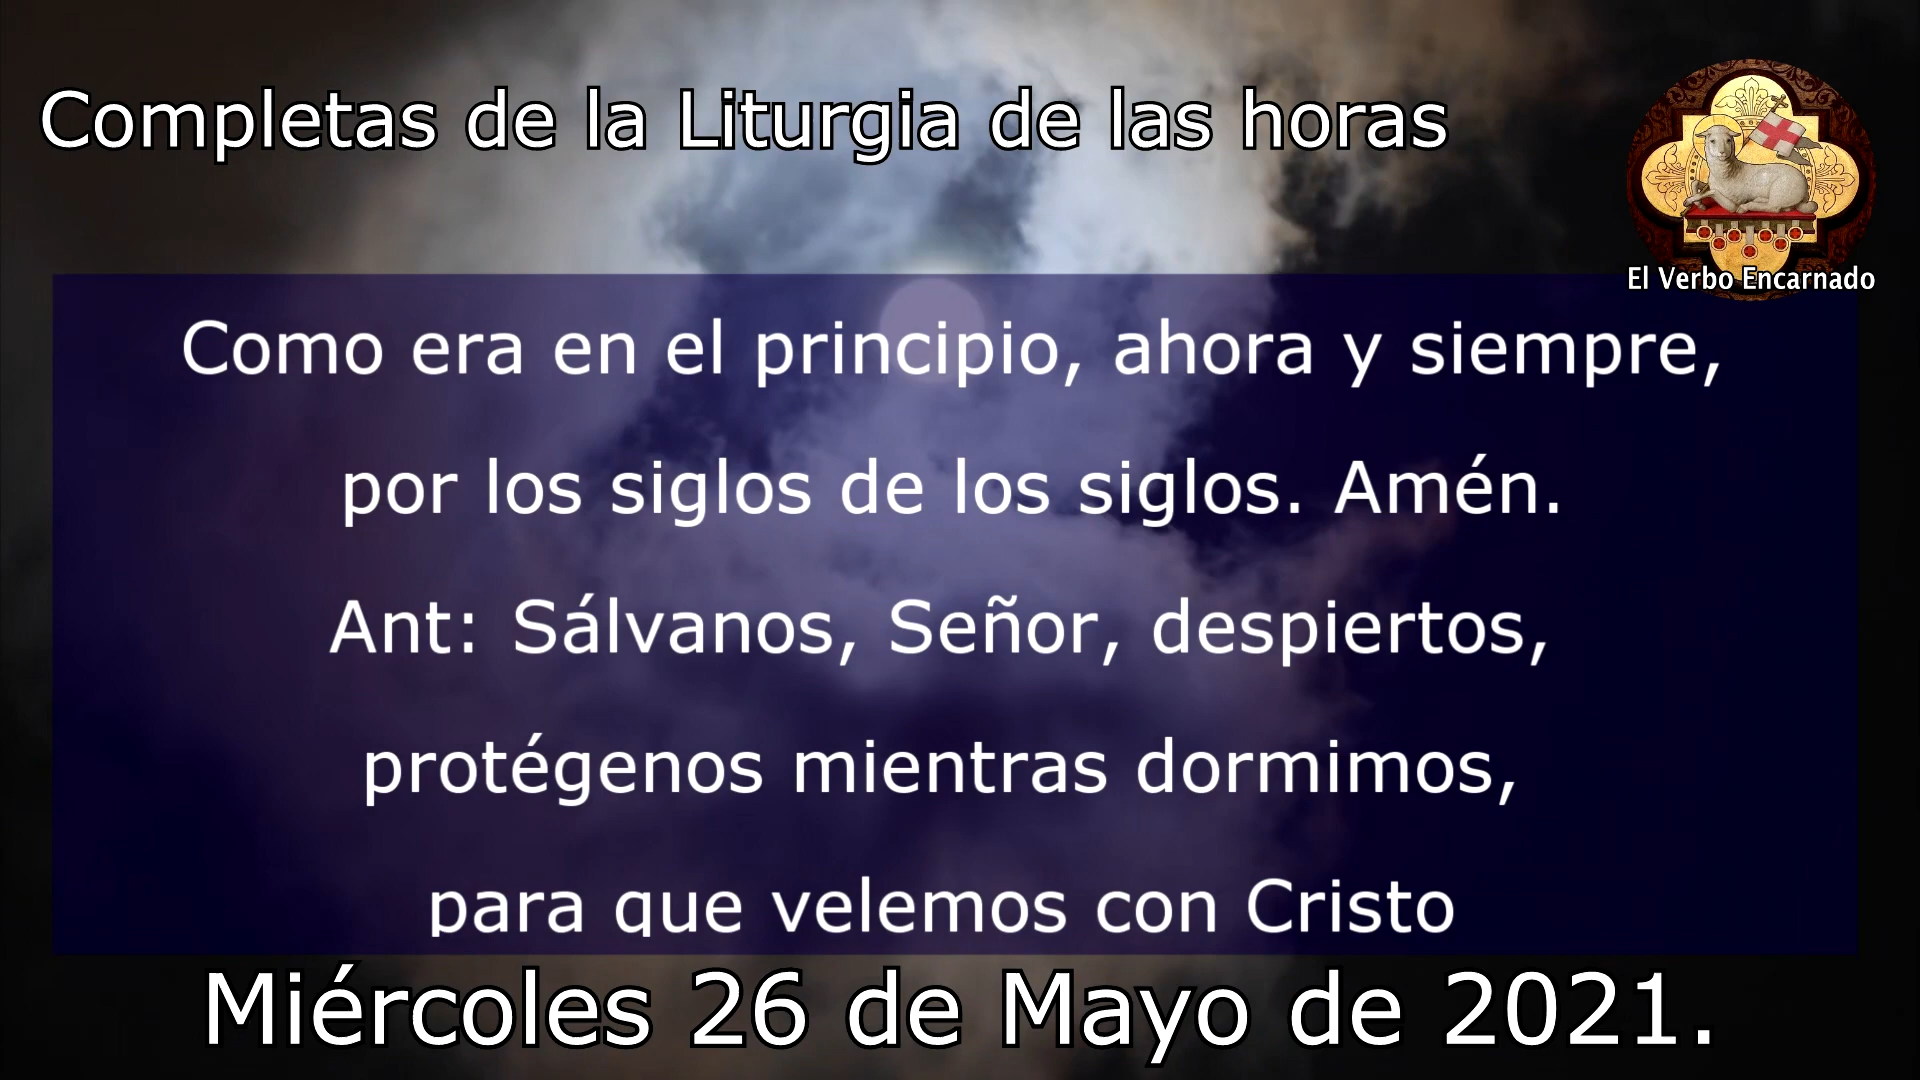 Completas de la Liturgia de las horas
El Verbo Encarnado
Como era en el principio, ahora y siempre,
por los siglos de los siglos. Amén.
Ant: Sálvanos, Señor, despiertos,
protégenos mientras dormimos,
para que velemos con Cristo
Miércoles 26 de Mayo de 2021.